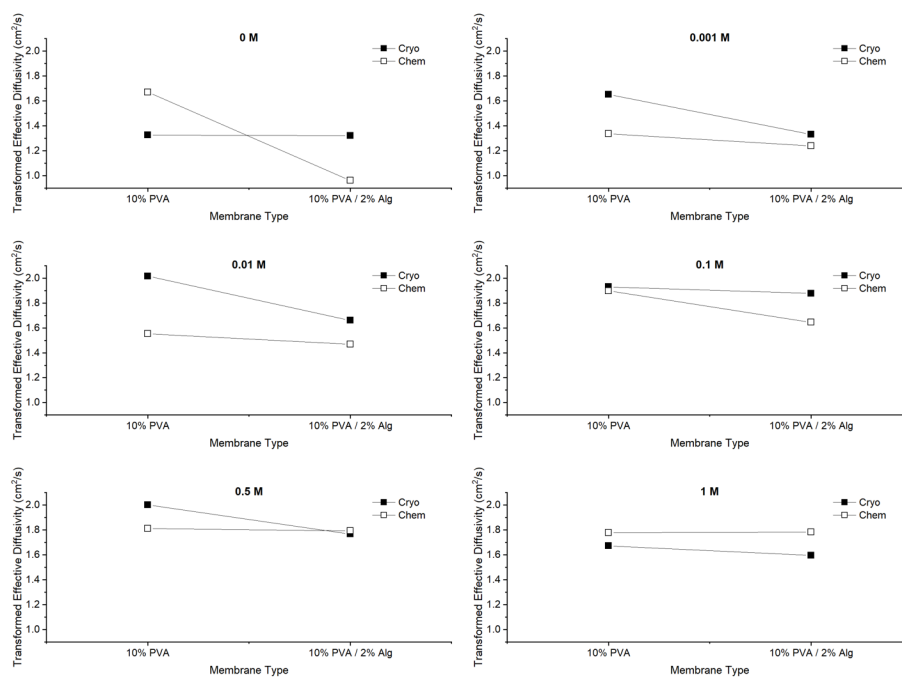 0 M
Cryo
Chem
2.0
1.8
1.6
1.4
1.2
1.0
Transformed Effective Diffusivity (cm²/s)
10% PVA
10% PVA / 2% Alg
Membrane Type
0.001 M
Cryo
Chem
2.0
1.8
1.6
1.4
1.2
1.0
Transformed Effective Diffusivity (cm²/s)
10% PVA
10% PVA / 2% Alg
Membrane Type
0.01 M
Cryo
Chem
2.0
1.8
1.6
1.4
1.2
1.0
Transformed Effective Diffusivity (cm²/s)
10% PVA
10% PVA / 2% Alg
Membrane Type
0.1 M
Cryo
Chem
2.0
1.8
1.6
1.4
1.2
1.0
Transformed Effective Diffusivity (cm²/s)
10% PVA
10% PVA / 2% Alg
Membrane Type
0.5 M
Cryo
Chem
2.0
1.8
1.6
1.4
1.2
1.0
Transformed Effective Diffusivity (cm²/s)
10% PVA
10% PVA / 2% Alg
Membrane Type
1 M
Cryo
Chem
2.0
1.8
1.6
1.4
1.2
1.0
Transformed Effective Diffusivity (cm²/s)
10% PVA
10% PVA / 2% Alg
Membrane Type